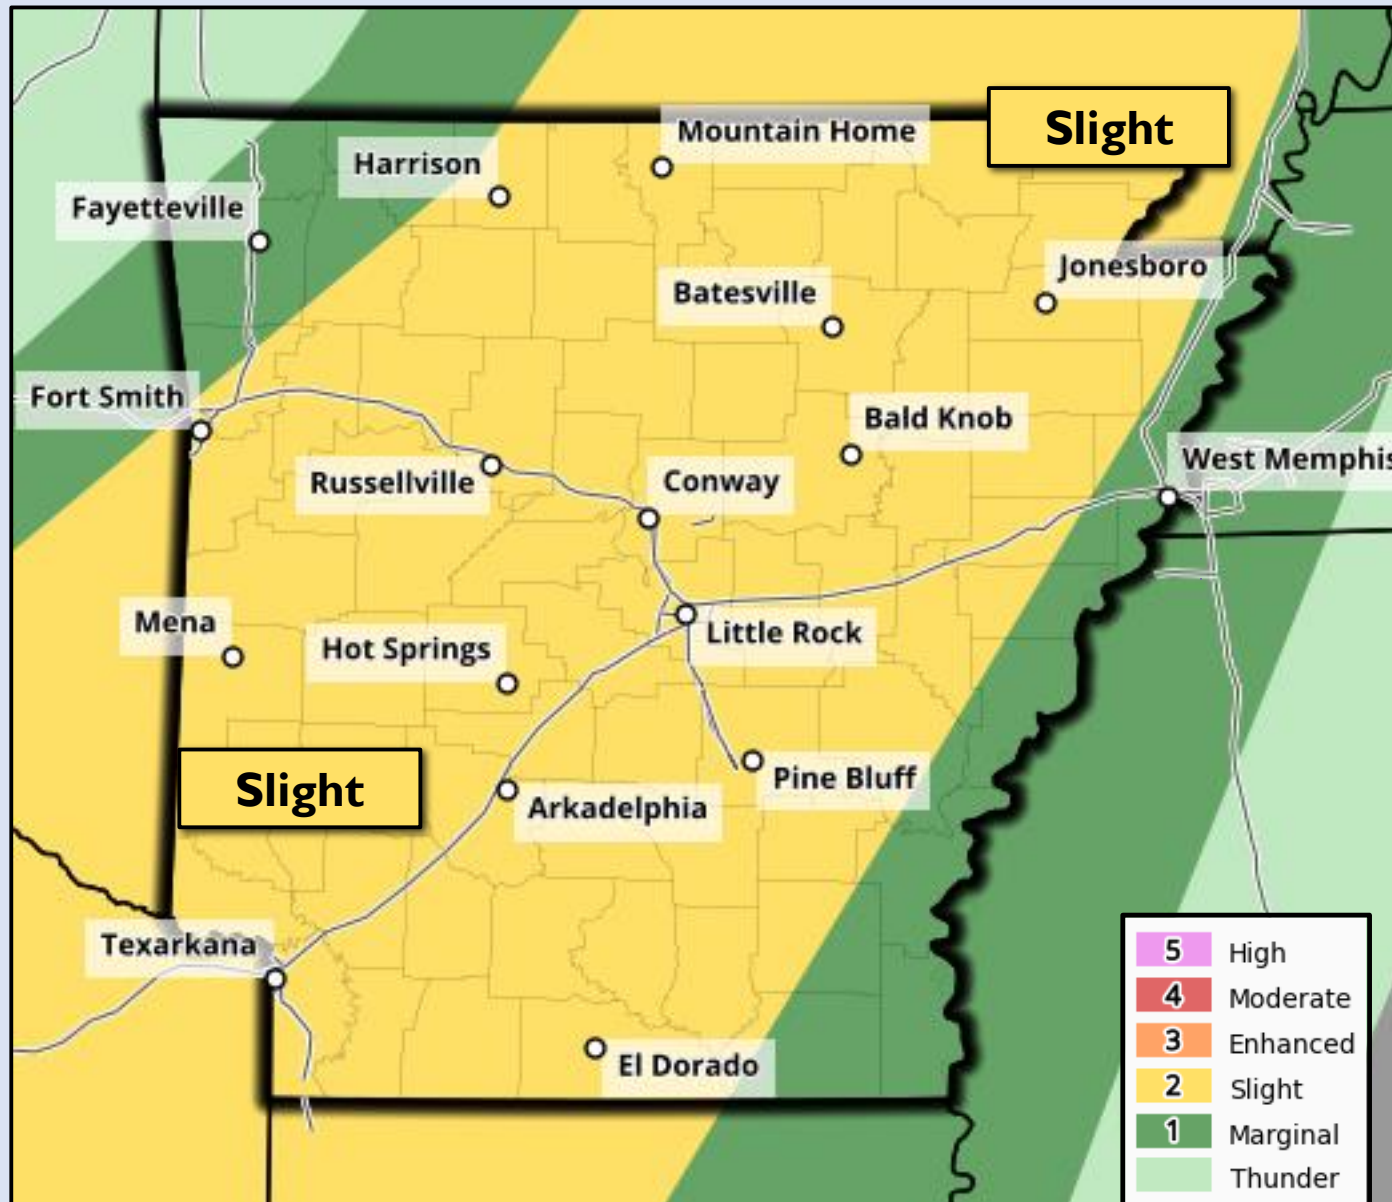 Slight
Mountain Home
Harrison
Fayetteville
Jonesboro
Batesville
Fort Smith
Bald Knob
West Memphis
Russellville
Conway
Mena
Hot Springs
Little Rock
Slight
Pine Bluff
Arkadelphia
Texarkana
El Dorado
5 High
4 Moderate
3 Enhanced
2 Slight
1 Marginal
Thunder